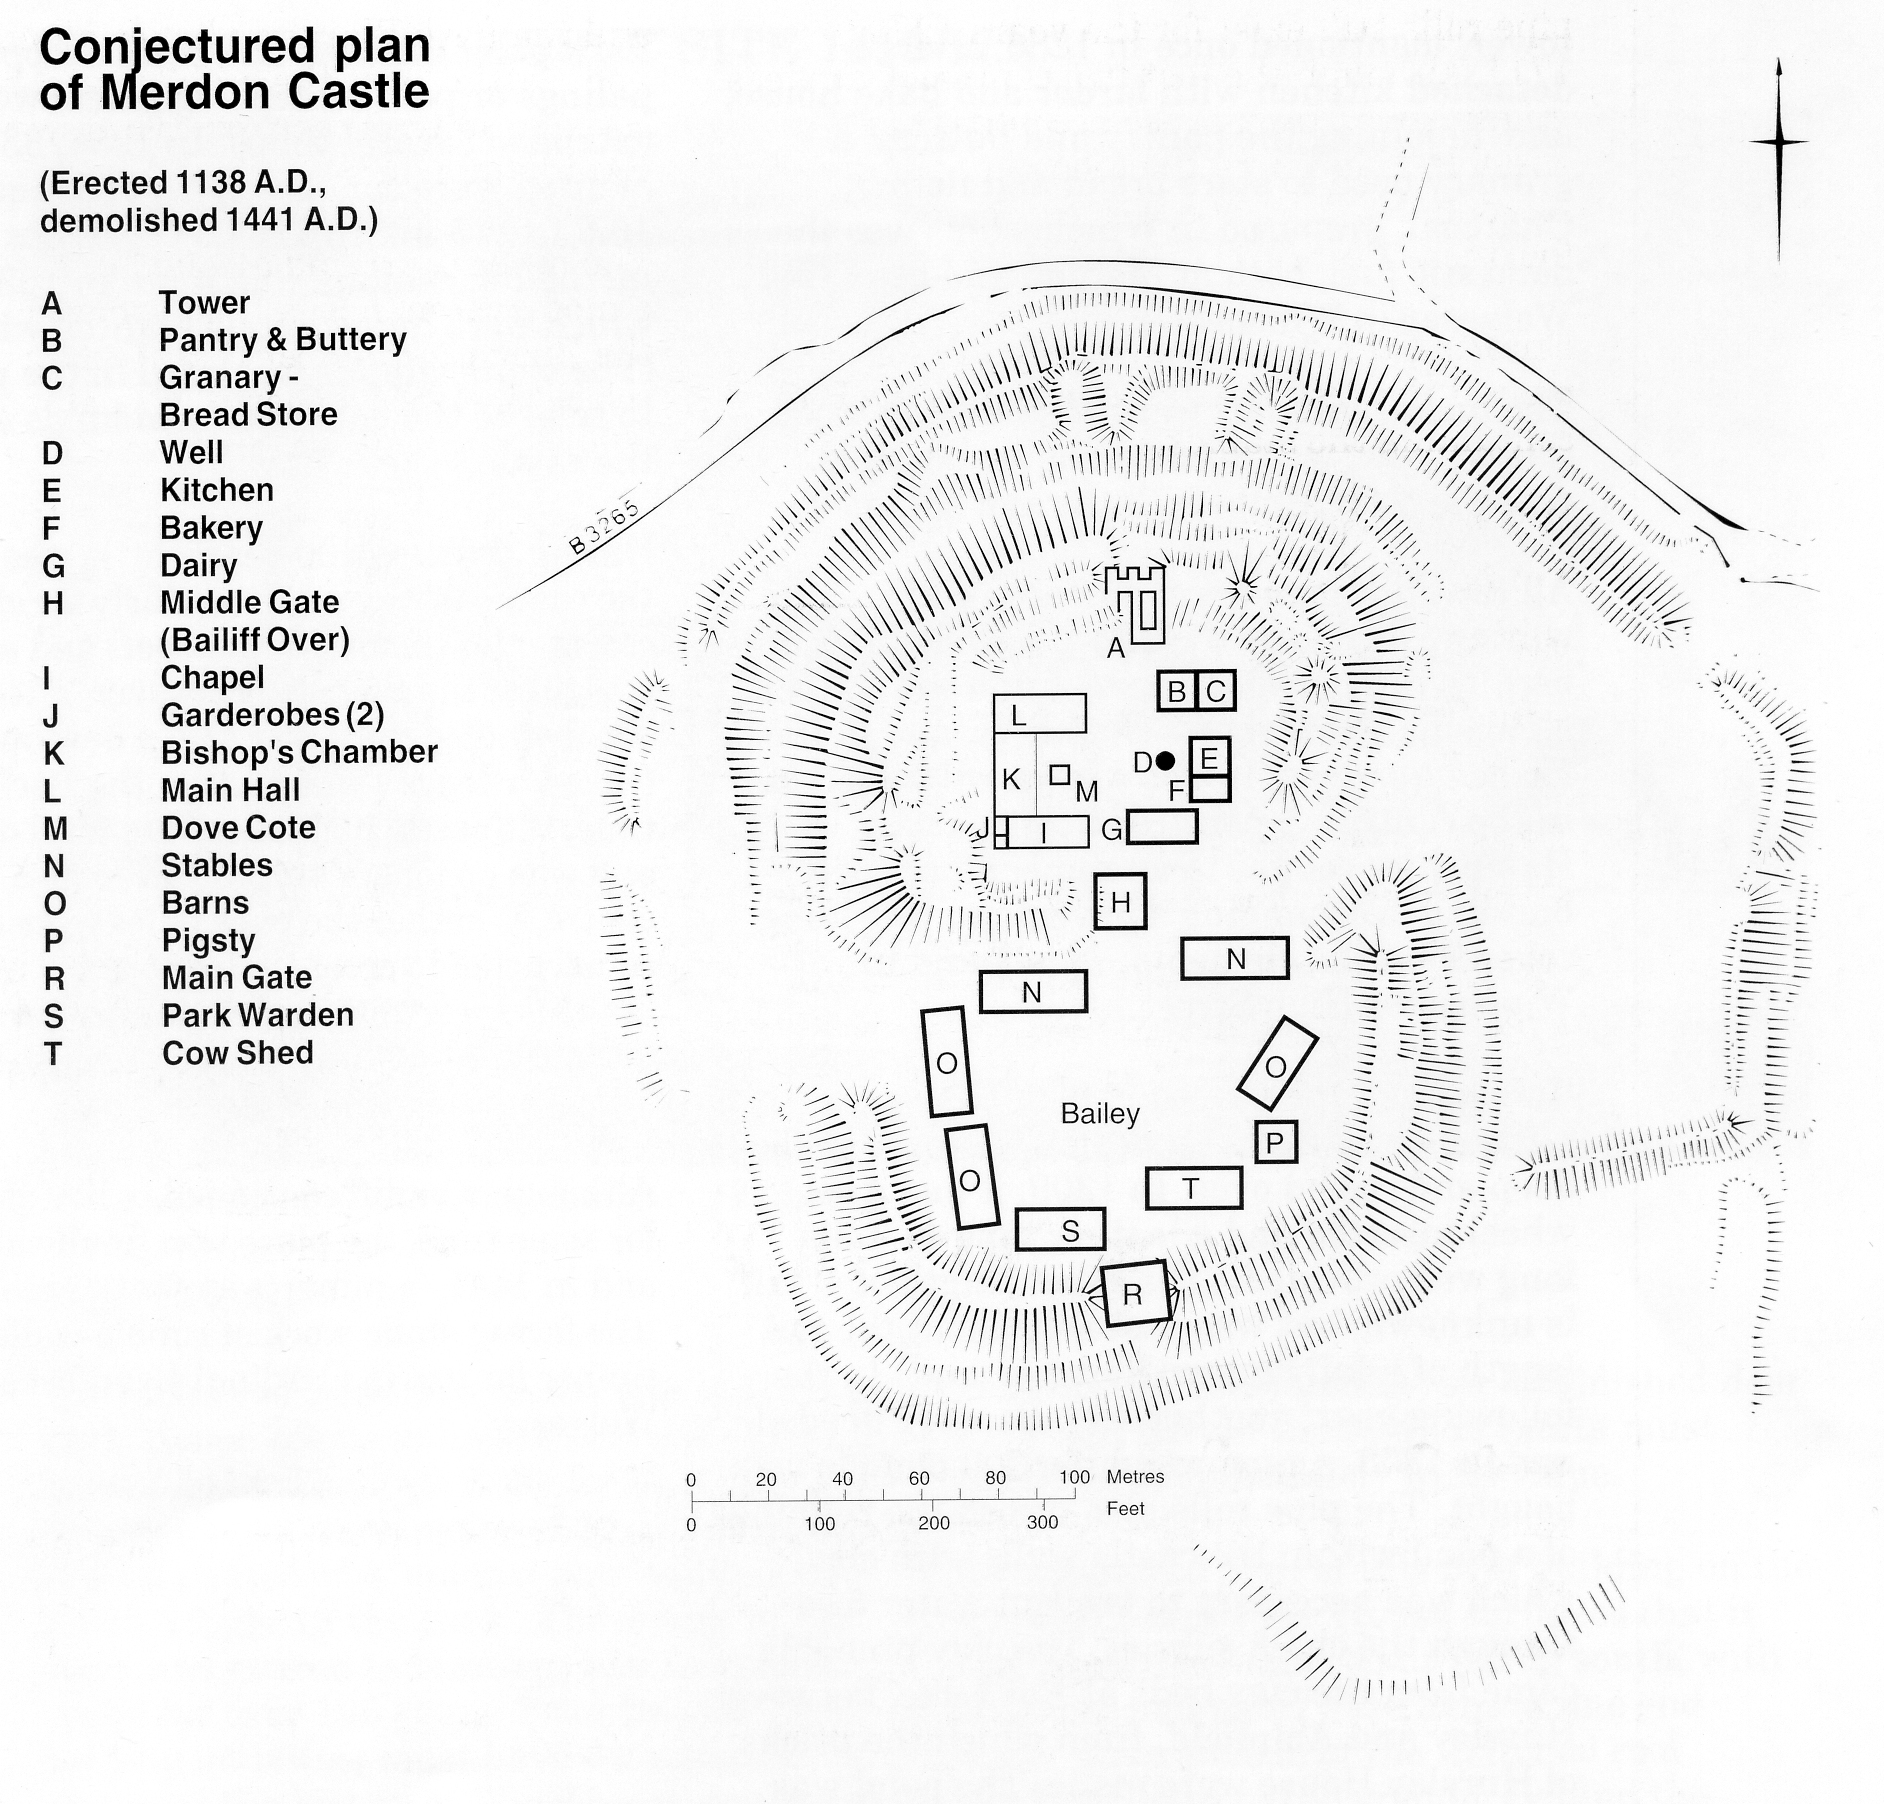 Conjectured plan
of Merdon Castle
(Erected 1138 A.D.,
demolished 1441 A.D.)
A Tower
B Pantry & Buttery
C Granary -
Bread Store
D Well
E Kitchen
F Bakery
G Dairy
H Middle Gate
(Bailiff Over)
I Chapel
J Garderobes (2)
K Bishop's Chamber
L Main Hall
M Dove Cote
N Stables
O Barns
P Pigsty
R Main Gate
S Park Warden
T Cow Shed
B3265
A
B C
L
D E
K M F
J I G
H
N
N
O O
Bailey
P
O T
S
R
0 20 40 60 80 100 Metres
Feet
0 100 200 300